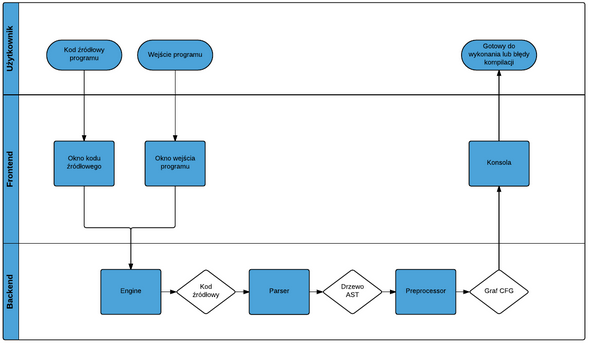 Użytkownik
Kod źródłowy
programu
Wejście programu
Gotowy do
wykonania lub błędy
kompilacji
Frontend
Okno kodu
źródłowego
Okno wejścia
programu
Konsola
Backend
Engine
Kod
źródłowy
Parser
Drzewo
AST
Preprocessor
Graf CFG